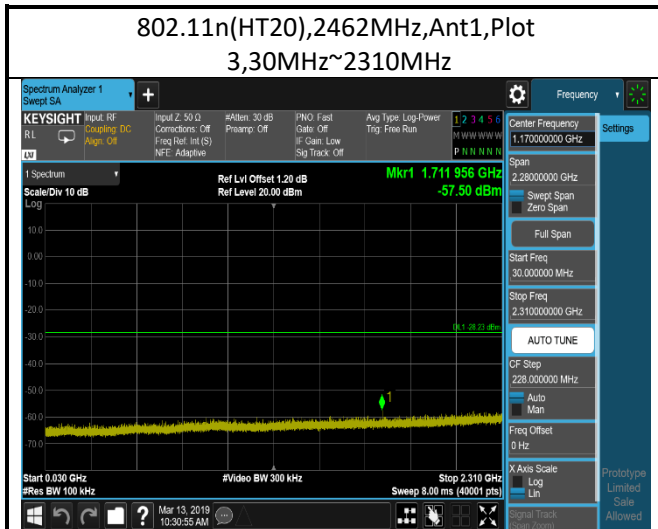 802.11n(HT20),2462MHz,Ant1,Plot
3,30MHz~2310MHz
Spectrum Analyzer 1
Swept SA
Frequency
KEYSIGHT
RL
LXI
Input: RF
Coupling: DC
Align: Off
Input Z: 50 Ω
Corrections: Off
Freq Ref: Int (S)
NFE: Adaptive
#Atten: 30 dB
Preamp: Off
PNO: Fast
Gate: Off
IF Gain: Low
Sig Track: Off
Avg Type: Log-Power
Trig: Free Run
1 2 3 4 5 6
M W W W W W
P N N N N N
1 Spectrum
Scale/Div 10 dB
Log
Ref Lvl Offset 1.20 dB
Ref Level 20.00 dBm
Mkr1 1.711 956 GHz
-57.50 dBm
10.0
0.00
-10.0
-20.0
-30.0
-40.0
-50.0
-60.0
-70.0
DL1 -28.23 dBm
1
Start 0.030 GHz
#Res BW 100 kHz
#Video BW 300 kHz
Stop 2.310 GHz
Sweep 8.00 ms (40001 pts)
Center Frequency
1.170000000 GHz
Span
2.28000000 GHz
Swept Span
Zero Span
Full Span
Start Freq
30.000000 MHz
Stop Freq
2.310000000 GHz
AUTO TUNE
CF Step
228.000000 MHz
Auto
Man
Freq Offset
0 Hz
X Axis Scale
Log
Lin
Signal Track
(Span Zoom)
Settings
Prototype
Limited
Sale
Allowed
?
Mar 13, 2019
10:30:55 AM